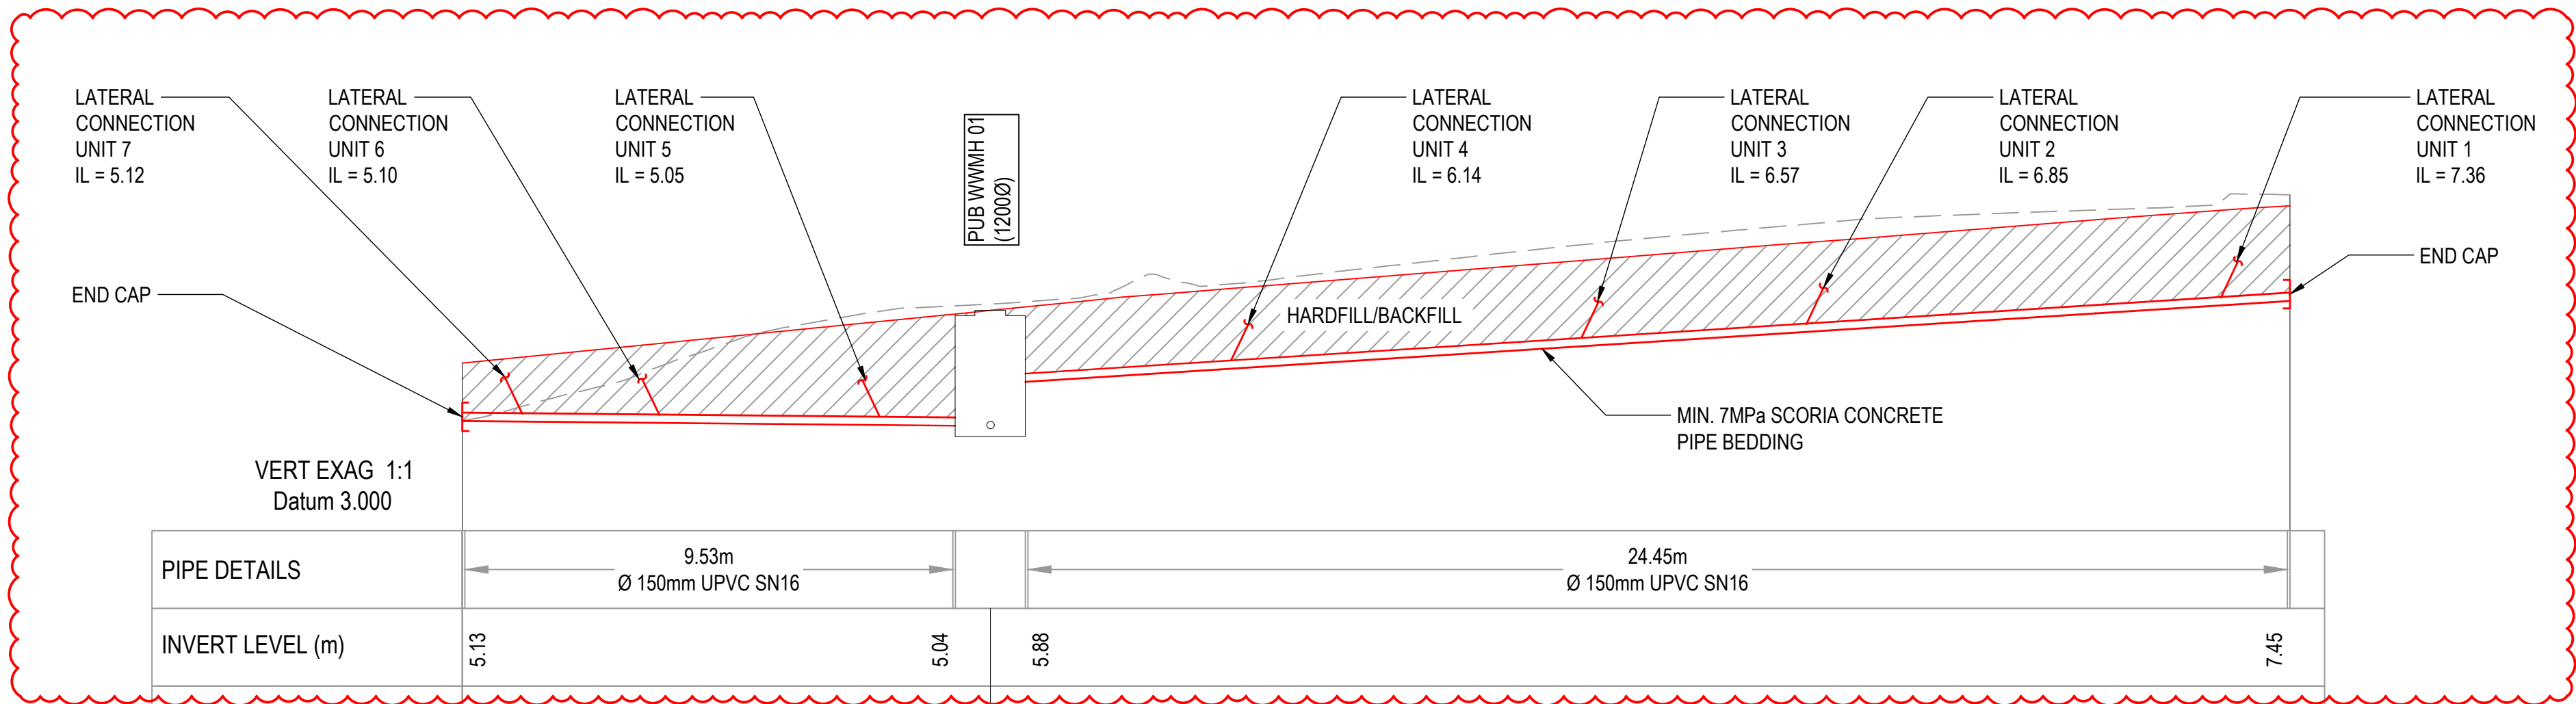 LATERAL
CONNECTION
UNIT 7
IL = 5.12
LATERAL
CONNECTION
UNIT 6
IL = 5.10
LATERAL
CONNECTION
UNIT 5
IL = 5.05
PUB WWMH 01
(1200Ø)
LATERAL
CONNECTION
UNIT 4
IL = 6.14
LATERAL
CONNECTION
UNIT 3
IL = 6.57
LATERAL
CONNECTION
UNIT 2
IL = 6.85
LATERAL
CONNECTION
UNIT 1
IL = 7.36
END CAP
HARDFILL/BACKFILL
END CAP
MIN. 7MPa SCORIA CONCRETE
PIPE BEDDING
VERT EXAG 1:1
Datum 3.000
PIPE DETAILS
9.53m
Ø 150mm UPVC SN16
24.45m
Ø 150mm UPVC SN16
INVERT LEVEL (m)
5.13
5.04
5.88
7.45